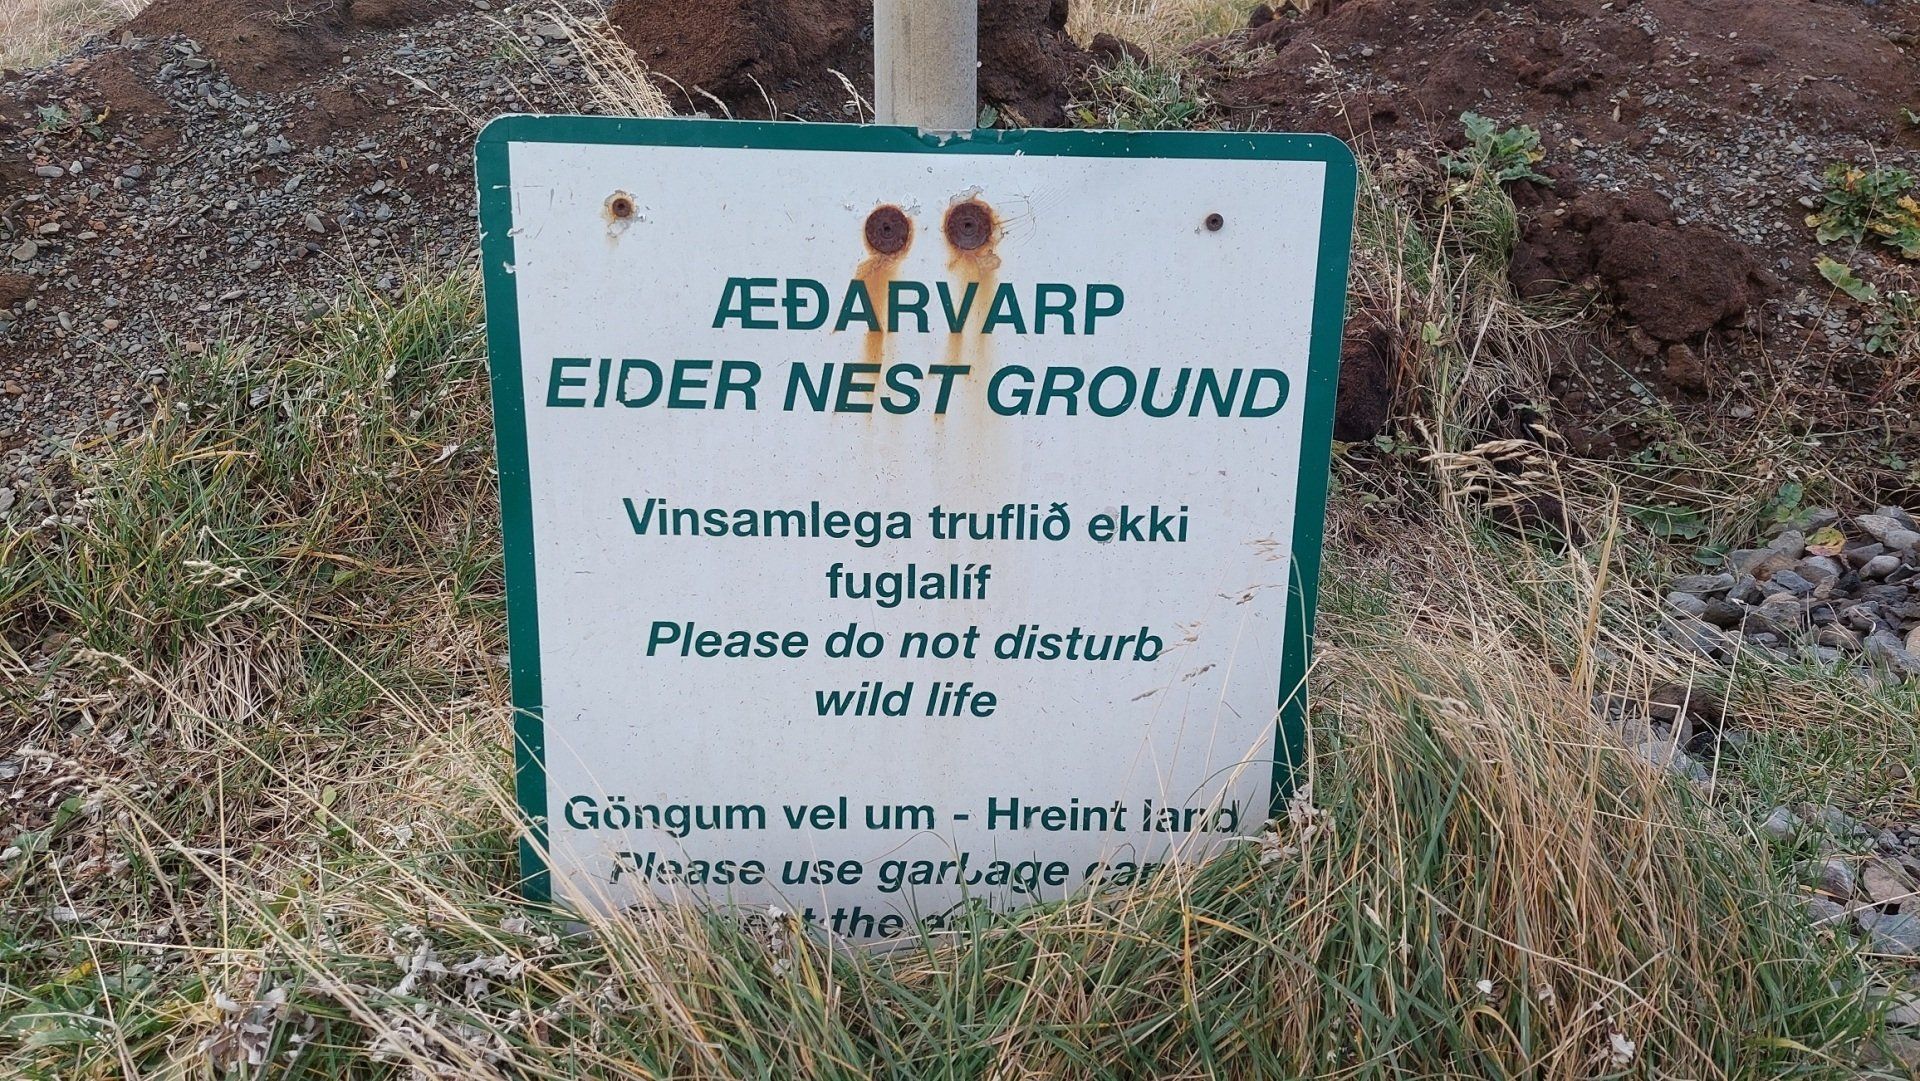 ÆÐARVARP
EIDER NEST GROUND
Vinsamlega truflið ekki
fuglalíf
Please do not disturb
wild life
Göngum vel um - Hreint land
Please use garbage can
the